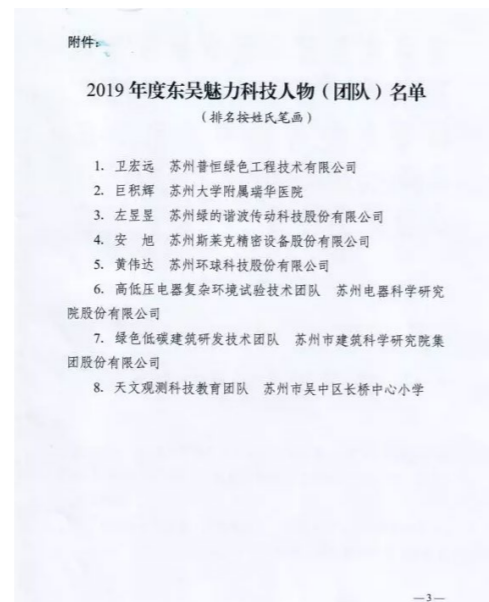 附件：
2019 年度东吴魅力科技人物（团队）名单
（排名按姓氏笔画）
1. 卫宏远 苏州普恒绿色工程技术有限公司
2. 巨积辉 苏州大学附属瑞华医院
3. 左昱昱 苏州绿的谐波传动科技股份有限公司
4. 安 旭 苏州斯莱克精密设备股份有限公司
5. 黄伟达 苏州环球科技股份有限公司
6. 高低压电器复杂环境试验技术团队 苏州电器科学研究
院股份有限公司
7. 绿色低碳建筑研发技术团队 苏州市建筑科学研究院集
团股份有限公司
8. 天文观测科技教育团队 苏州市吴中区长桥中心小学
—3—